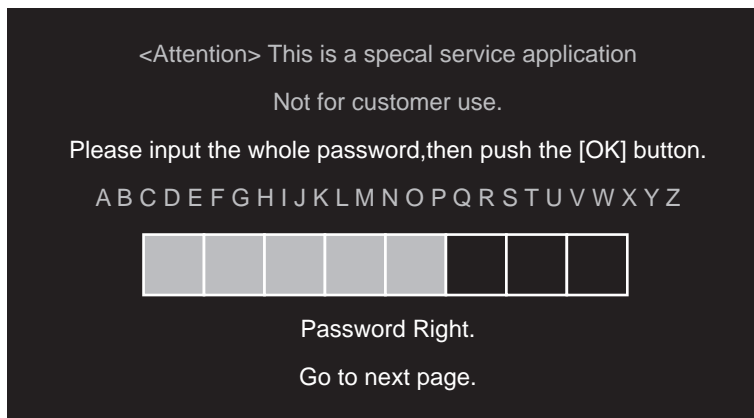 <Attention> This is a specal service application
Not for customer use.
Please input the whole password,then push the [OK] button.
A B C D E F G H I J K L M N O P Q R S T U V W X Y Z
Password Right.
Go to next page.